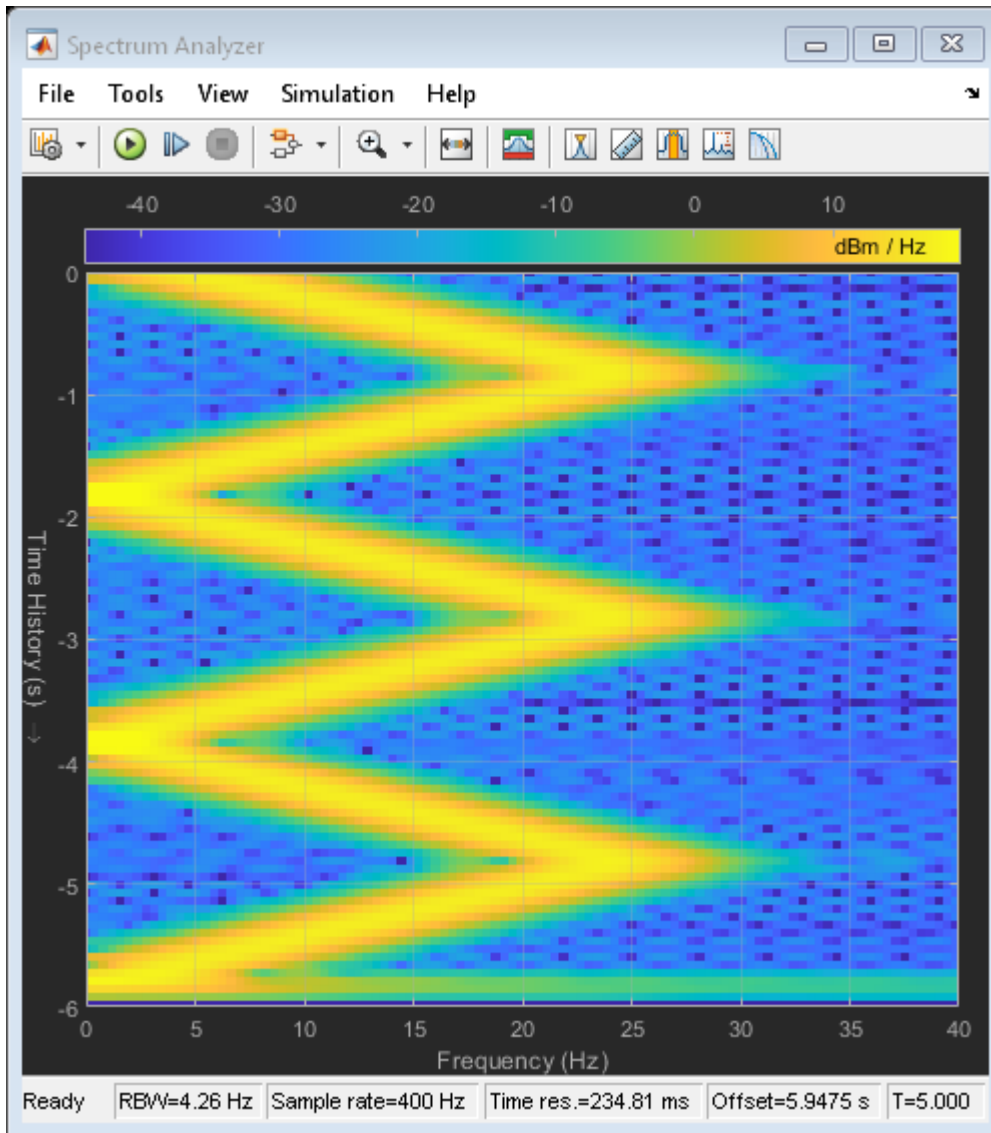 Spectrum Analyzer
File Tools View Simulation Help
-40 -30 -20 -10 0 10
dBm / Hz
0
-1
-2
-3
-4
-5
-6
Time History (s) →
0 5 10 15 20 25 30 35 40
Frequency (Hz)
Ready RBW=4.26 Hz Sample rate=400 Hz Time res.=234.81 ms Offset=5.9475 s T=5.000